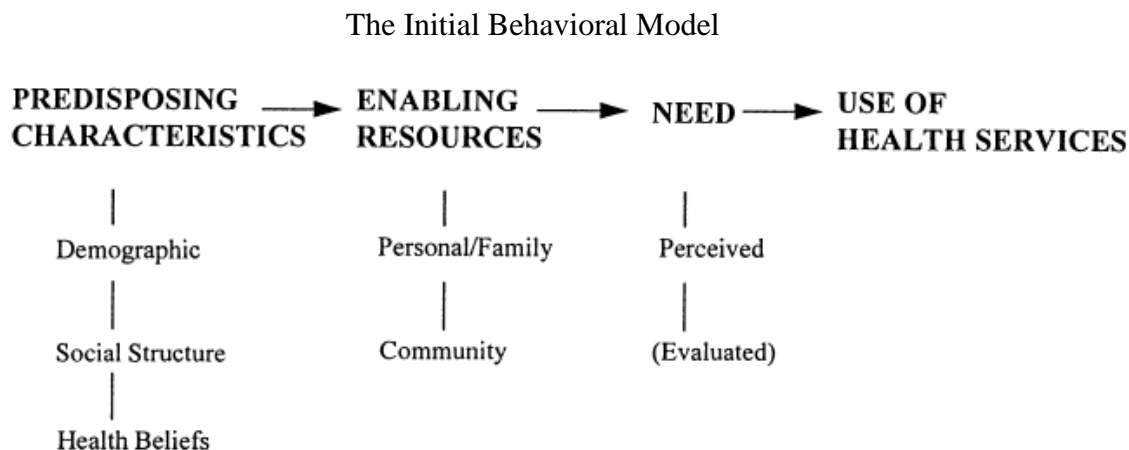 The Initial Behavioral Model
PREDISPOSING CHARACTERISTICS
ENABLING RESOURCES
NEED
USE OF HEALTH SERVICES
Demographic
Personal/Family
Perceived
Social Structure
Community
(Evaluated)
Health Beliefs